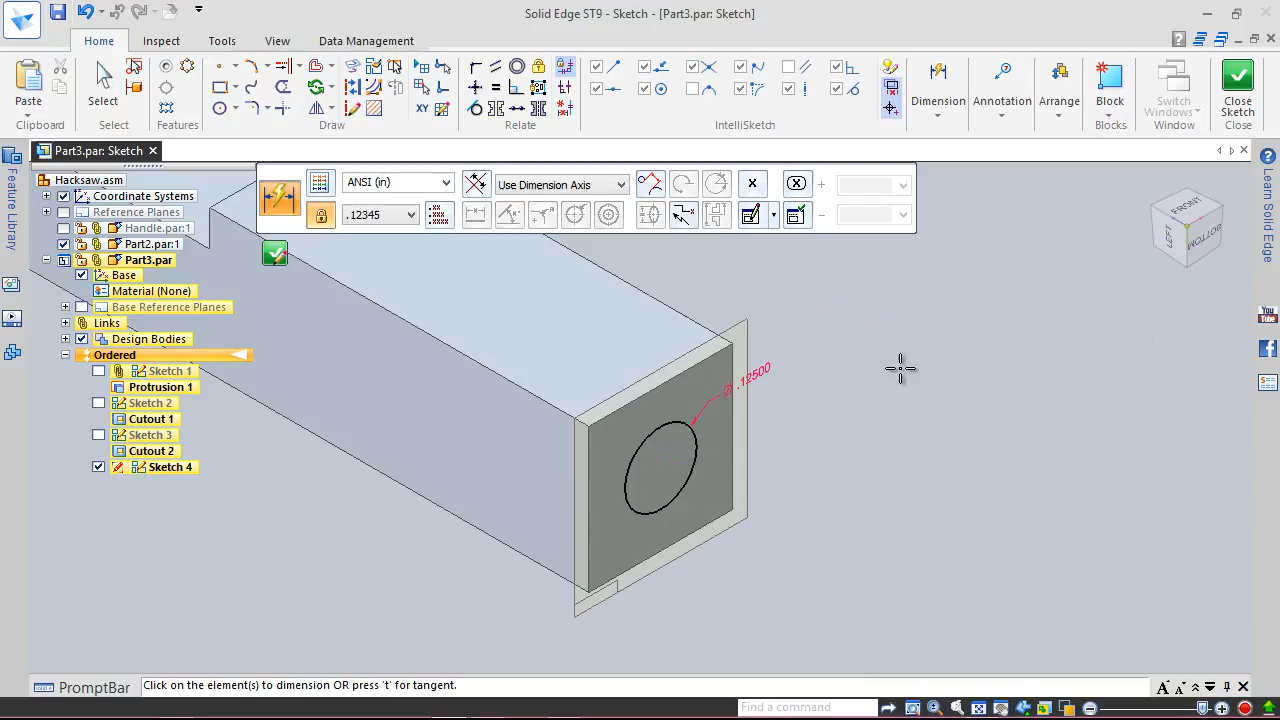 Solid Edge ST9 - Sketch - [Part3.par: Sketch]
Home Inspect Tools View Data Management
Paste
Select
Dimension Annotation Arrange Block Switch Windows Close Sketch
Clipboard Select Features Draw Relate IntelliSketch Blocks Window Close
Part3.par: Sketch
Feature Library
Learn Solid Edge
You Tube
Hacksaw.asm
Coordinate Systems
Reference Planes
Handle.par:1
Part2.par:1
Part3.par
Base
Material (None)
Base Reference Planes
Links
Design Bodies
Ordered
Sketch 1
Protrusion 1
Sketch 2
Cutout 1
Sketch 3
Cutout 2
Sketch 4
ANSI (in)
Use Dimension Axis
.12345
FRONT
LEFT
BOTTOM
Ø .12500
PromptBar
Click on the element(s) to dimension OR press 't' for tangent.
Find a command